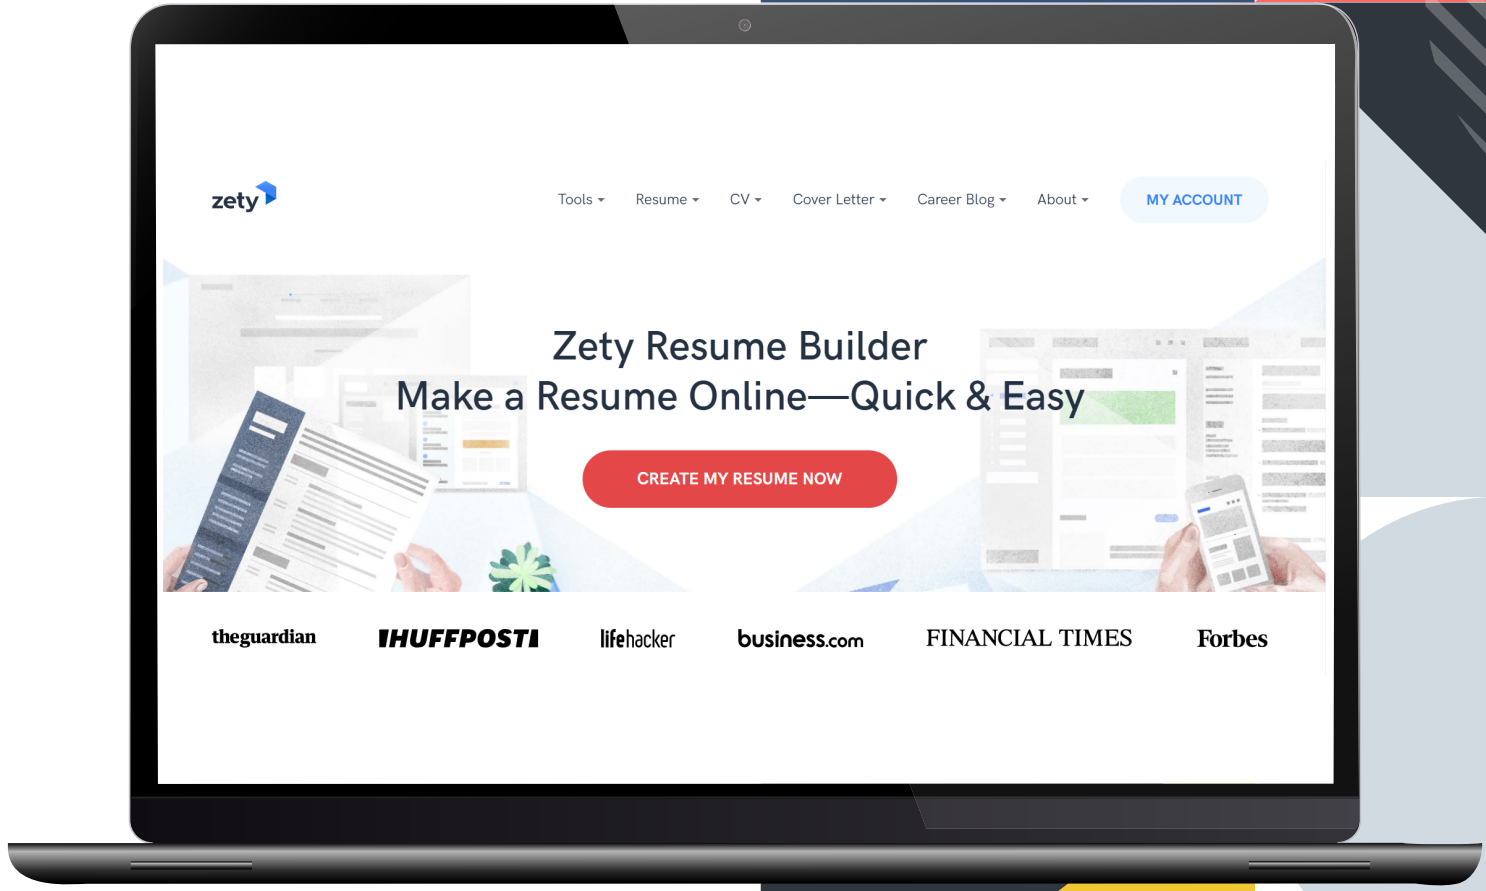 zety
Tools
Resume
CV
Cover Letter
Career Blog
About
MY ACCOUNT
Zety Resume Builder
Make a Resume Online—Quick & Easy
CREATE MY RESUME NOW
theguardian
HUFFPOST
lifehacker
business.com
FINANCIAL TIMES
Forbes